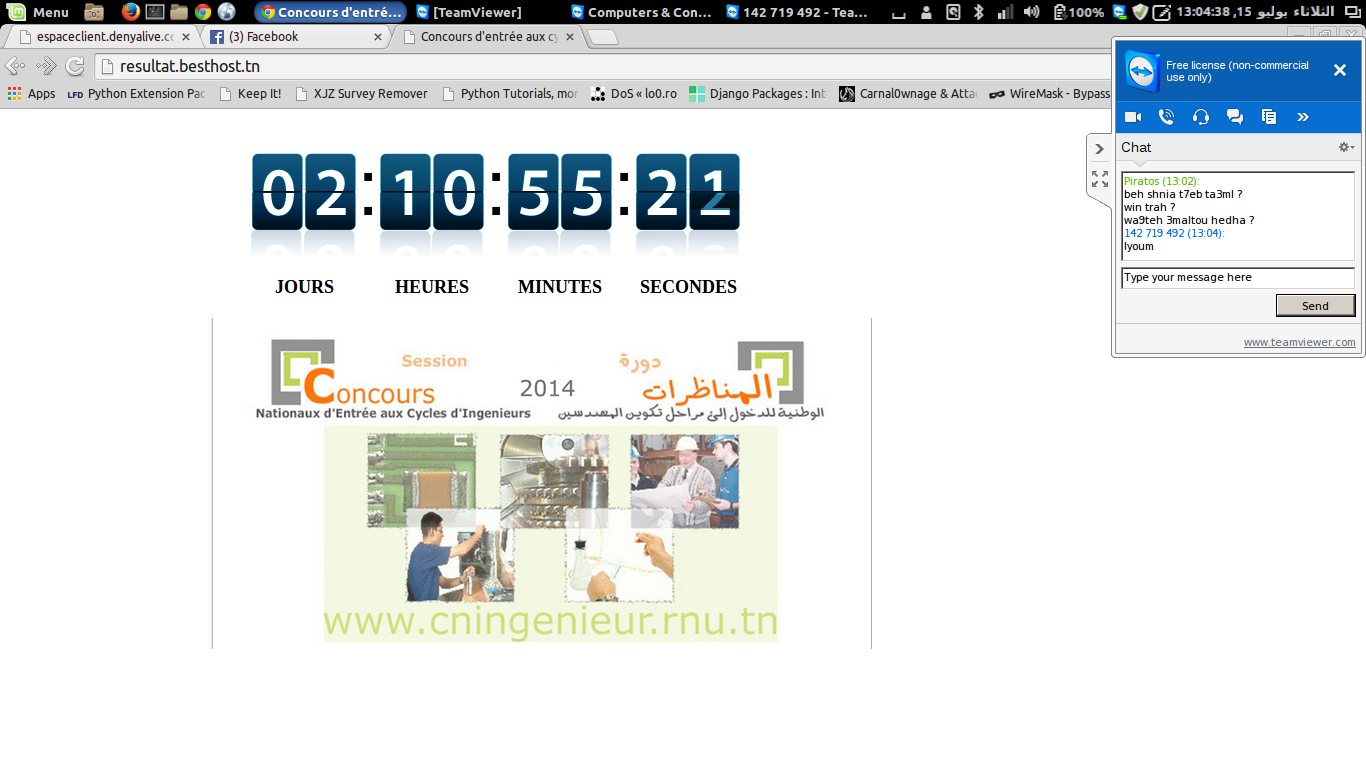 Menu
Concours d'entré...
[TeamViewer]
Computers & Con...
142 719 492 - Tea...
100%
الثلاثاء يوليو 15, 13:04:38
espaceclient.denyalive.co
(3) Facebook
Concours d'entrée aux cy
resultat.besthost.tn
Apps
LFD Python Extension Pac
Keep It!
XJZ Survey Remover
Python Tutorials, mor
DoS « lo0.ro
Django Packages : Int
Carnal0wnage & Atta
WireMask - Bypass
Free license (non-commercial
use only)
Chat
Piratos (13:02):
beh shnia t7eb ta3ml ?
win trah ?
wa9teh 3maltou hedha ?
142 719 492 (13:04):
lyoum
Type your message here
Send
www.teamviewer.com
02:10:55:21
JOURS HEURES MINUTES SECONDES
Session
دورة
Concours
2014
المناظرات
Nationaux d'Entrée aux Cycles d'Ingenieurs
الوطنية للدخول إلى مراحل تكوين المهندسين
www.cningenieur.rnu.tn